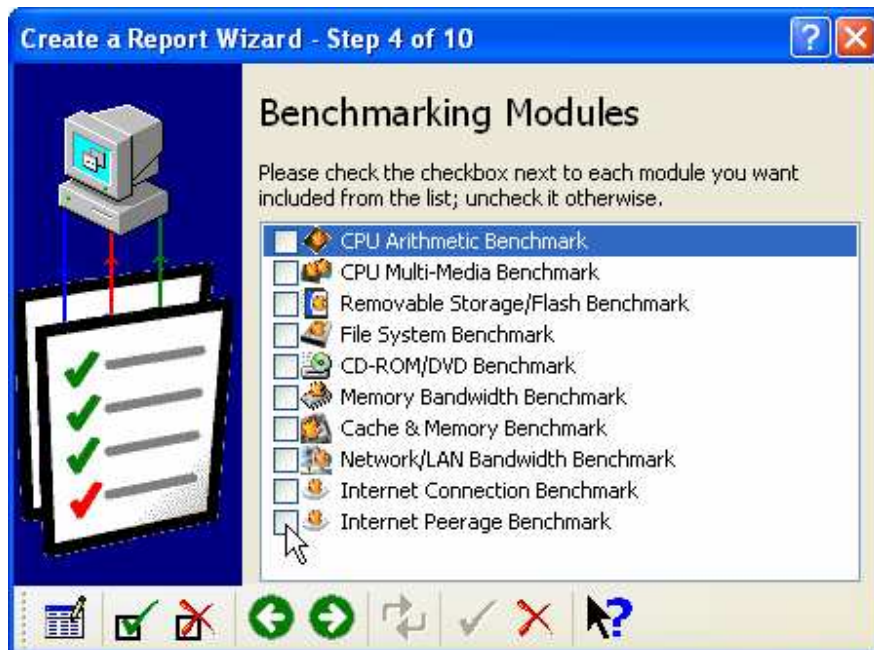 Create a Report Wizard - Step 4 of 10
Benchmarking Modules
Please check the checkbox next to each module you want
included from the list; uncheck it otherwise.
CPU Arithmetic Benchmark
CPU Multi-Media Benchmark
Removable Storage/Flash Benchmark
File System Benchmark
CD-ROM/DVD Benchmark
Memory Bandwidth Benchmark
Cache & Memory Benchmark
Network/LAN Bandwidth Benchmark
Internet Connection Benchmark
Internet Peerage Benchmark